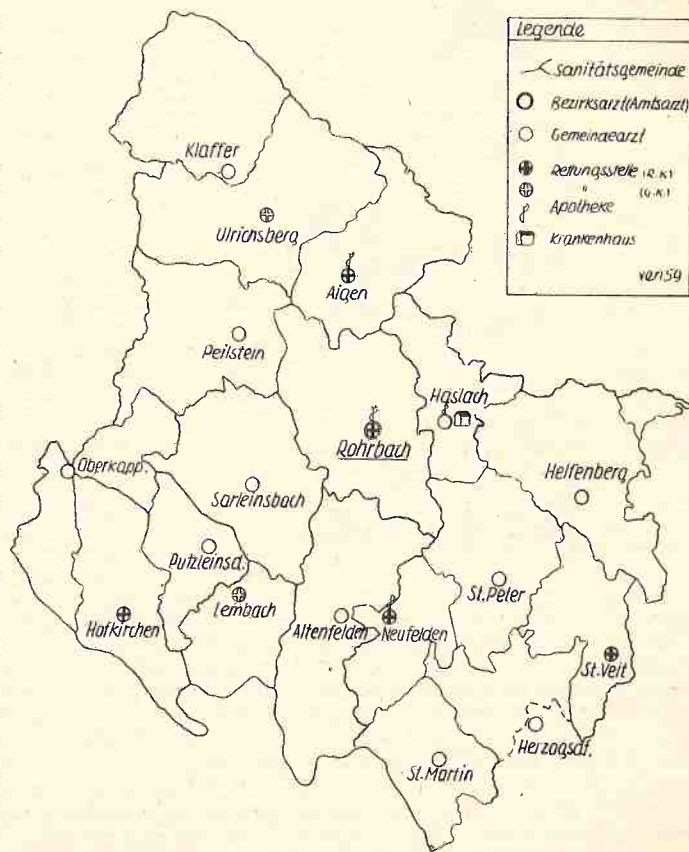 Legende
Sanitätsgemeinde
Bezirksarzt (Amtsarzt)
Gemeindearzt
Rettungsstelle (R.K)
" (G.K)
Apotheke
Krankenhaus
Klaffer
Ulrichsberg
Aigen
Peilstein
Haslach
Rohrbach
Oberkapp.
Sarleinsbach
Helfenberg
Putzleinsd.
St. Peter
Lembach
Hofkirchen
Altenfelden
Neufelden
St. Veit
Herzogsdf.
St. Martin